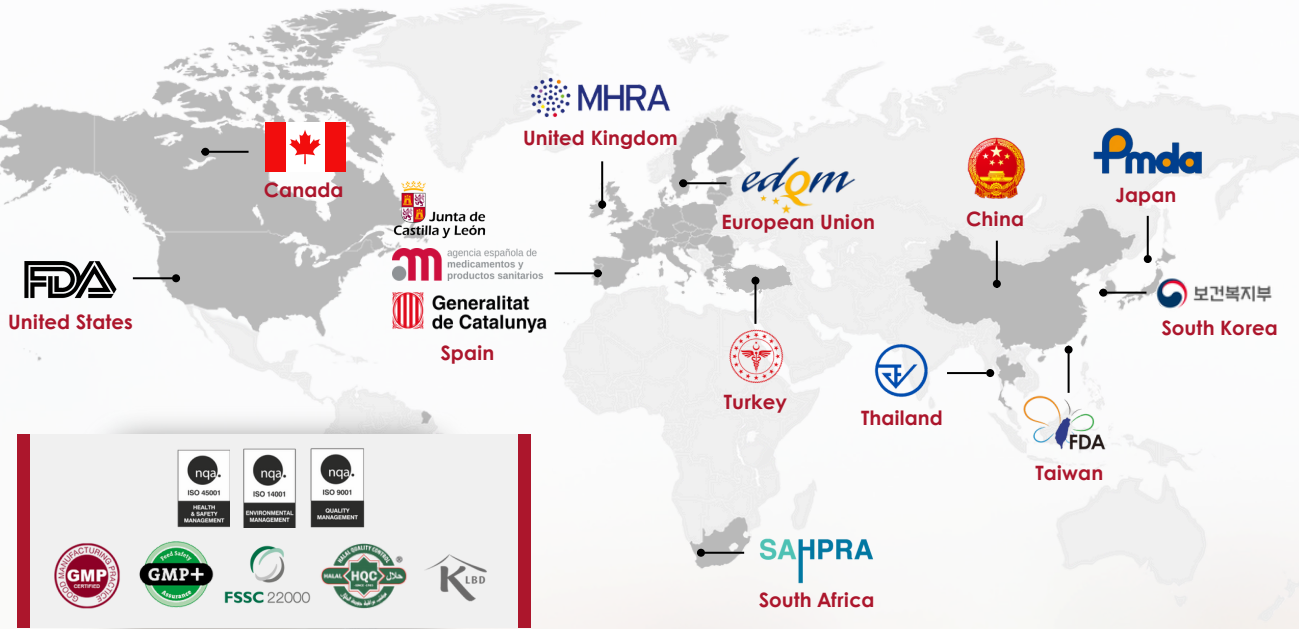 MHRA
United Kingdom
Canada
edqm
European Union
China
Pmda
Japan
Junta de
Castilla y León
agencia española de
medicamentos y
productos sanitarios
Generalitat
de Catalunya
Spain
FDA
United States
보건복지부
South Korea
Turkey
Thailand
FDA
Taiwan
SAHPRA
South Africa
nqa.
ISO 45001
HEALTH
& SAFETY
MANAGEMENT
nqa.
ISO 14001
ENVIRONMENTAL
MANAGEMENT
nqa.
ISO 9001
QUALITY
MANAGEMENT
GOOD MANUFACTURING PRACTICE
GMP
CERTIFIED
Feed Safety
GMP+
Assurance
FSSC 22000
HALAL QUALITY CONTROL
HALAL HQC حلال
®
K LBD